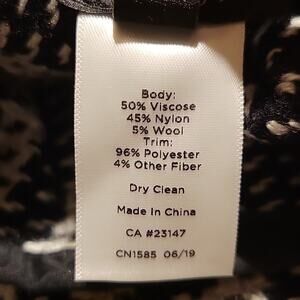 Body:
50% Viscose
45% Nylon
5% Wool
Trim:
96% Polyester
4% Other Fiber
Dry Clean
Made In China
CA #23147
CN1585 06/19